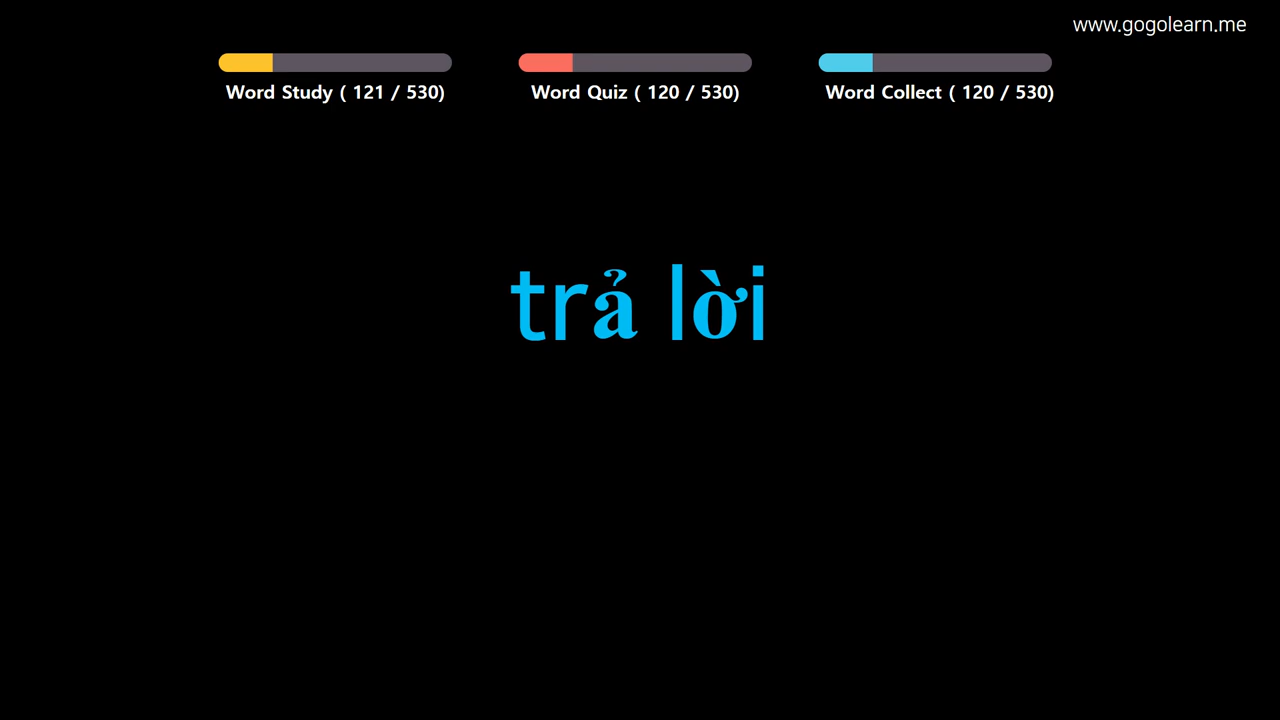 www.gogolearn.me
Word Study ( 121 / 530)
Word Quiz ( 120 / 530)
Word Collect ( 120 / 530)
trả lời